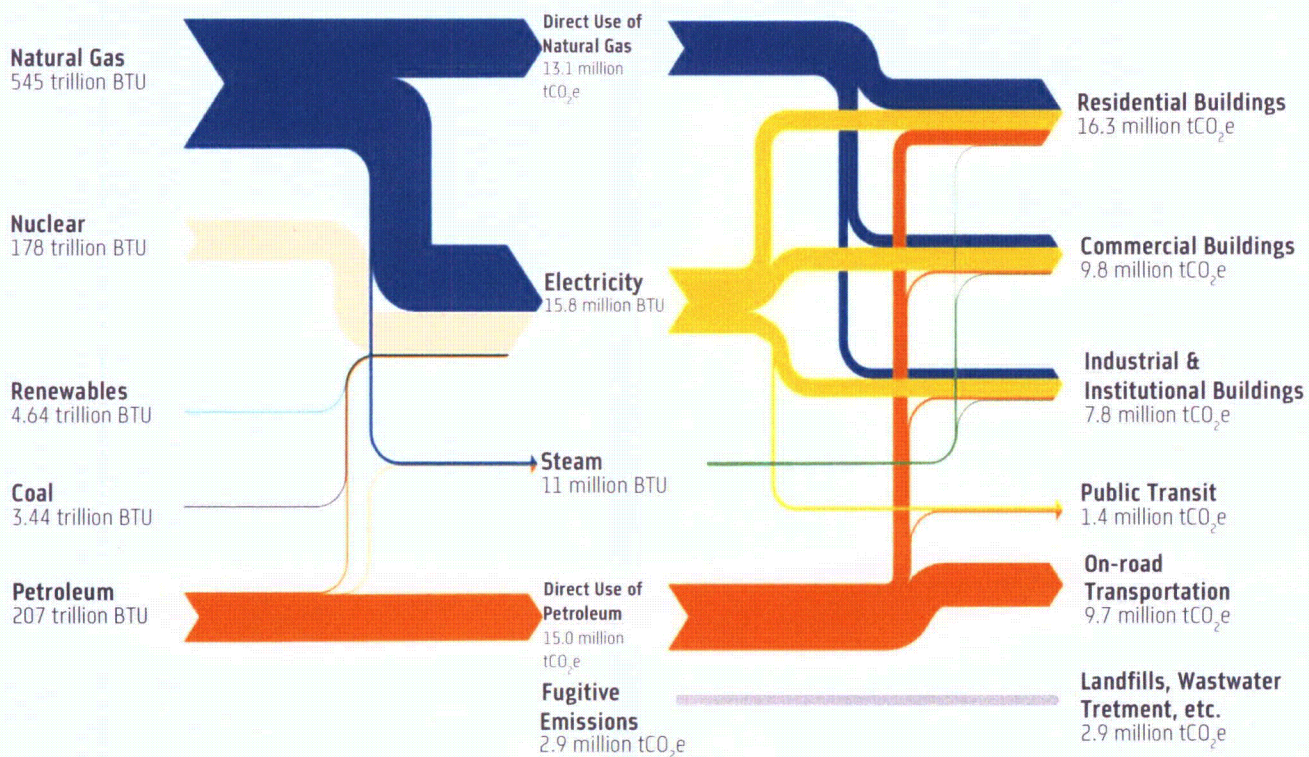 Natural Gas
545 trillion BTU
Nuclear
178 trillion BTU
Renewables
4.64 trillion BTU
Coal
3.44 trillion BTU
Petroleum
207 trillion BTU
Direct Use of
Natural Gas
13.1 million
tCO₂e
Electricity
15.8 million BTU
Steam
11 million BTU
Direct Use of
Petroleum
15.0 million
tCO₂e
Fugitive
Emissions
2.9 million tCO₂e
Residential Buildings
16.3 million tCO₂e
Commercial Buildings
9.8 million tCO₂e
Industrial &
Institutional Buildings
7.8 million tCO₂e
Public Transit
1.4 million tCO₂e
On-road
Transportation
9.7 million tCO₂e
Landfills, Wastwater
Tretment, etc.
2.9 million tCO₂e